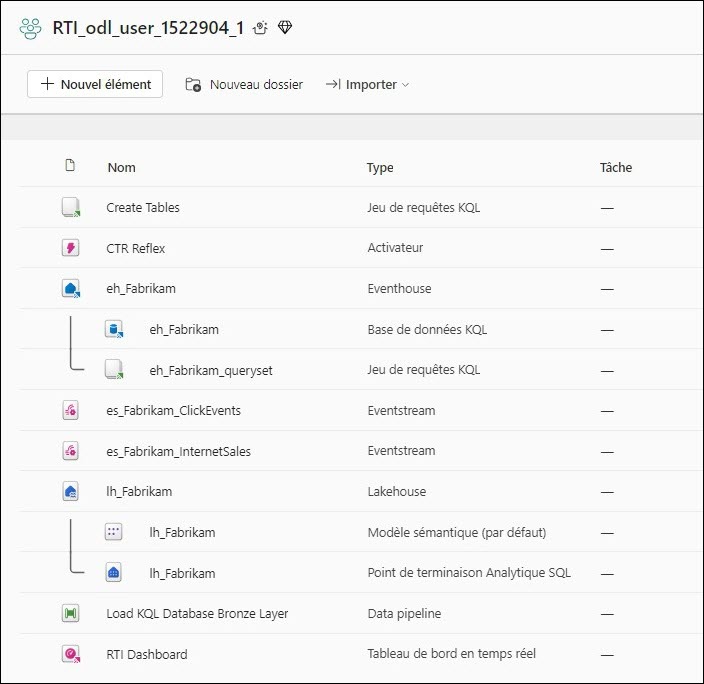 RTI_odl_user_1522904_1
Nouvel élément Nouveau dossier Importer
Nom Type Tâche
Create Tables Jeu de requêtes KQL —
CTR Reflex Activateur —
eh_Fabrikam Eventhouse —
eh_Fabrikam Base de données KQL —
eh_Fabrikam_queryset Jeu de requêtes KQL —
es_Fabrikam_ClickEvents Eventstream —
es_Fabrikam_InternetSales Eventstream —
lh_Fabrikam Lakehouse —
lh_Fabrikam Modèle sémantique (par défaut) —
lh_Fabrikam Point de terminaison Analytique SQL —
Load KQL Database Bronze Layer Data pipeline —
RTI Dashboard Tableau de bord en temps réel —